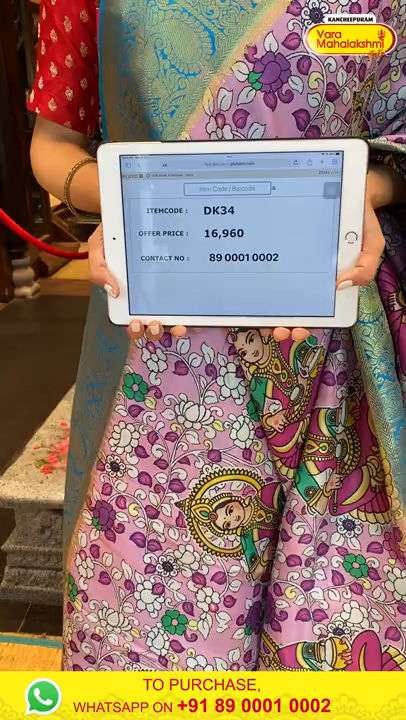 KANCHEEPURAM
Vara
Mahalakshmi
Item Code / Barcode
ITEMCODE : DK34
OFFER PRICE : 16,960
CONTACT NO : 89 0001 0002
TO PURCHASE,
WHATSAPP ON +91 89 0001 0002